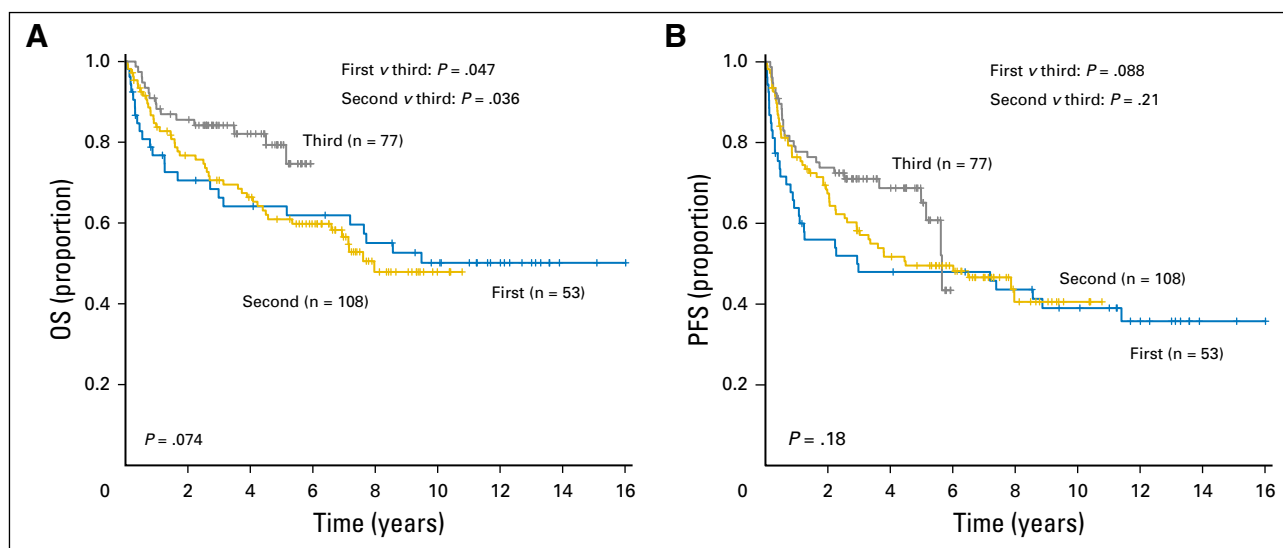 A
OS (proportion)
1.0
0.8
0.6
0.4
0.2
First v third: P = .047
Second v third: P = .036
Third (n = 77)
Second (n = 108)
First (n = 53)
P = .074
0 2 4 6 8 10 12 14 16
Time (years)
B
PFS (proportion)
1.0
0.8
0.6
0.4
0.2
First v third: P = .088
Second v third: P = .21
Third (n = 77)
Second (n = 108)
First (n = 53)
P = .18
0 2 4 6 8 10 12 14 16
Time (years)